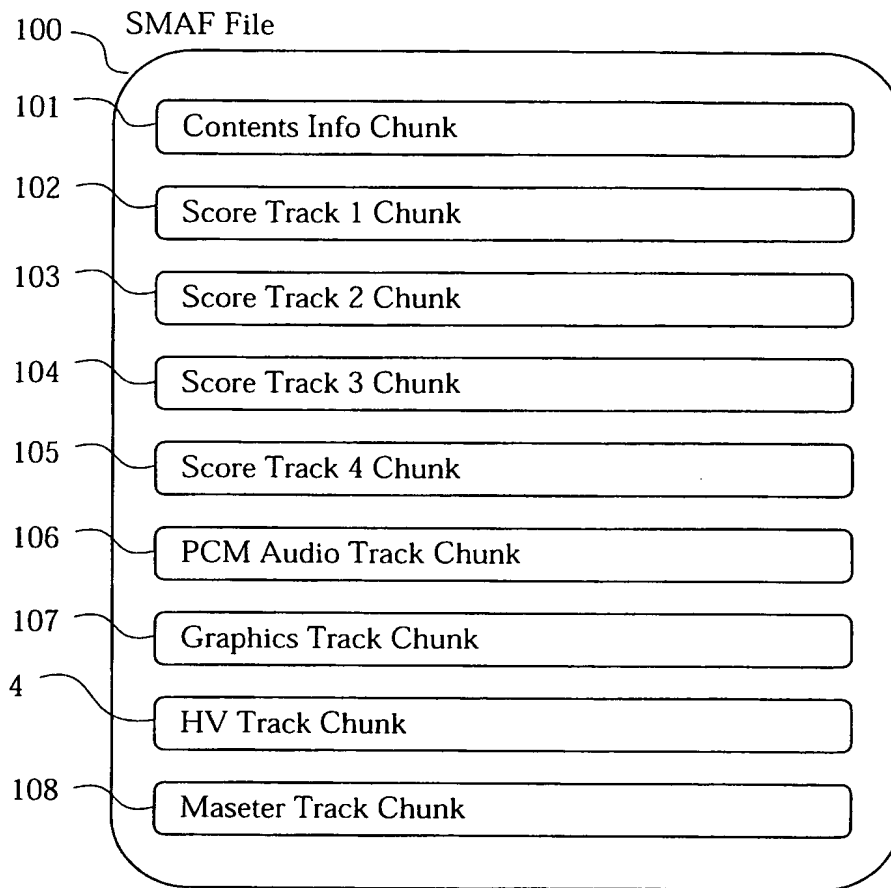 SMAF File
100
101 Contents Info Chunk
102 Score Track 1 Chunk
103 Score Track 2 Chunk
104 Score Track 3 Chunk
105 Score Track 4 Chunk
106 PCM Audio Track Chunk
107 Graphics Track Chunk
4 HV Track Chunk
108 Maseter Track Chunk